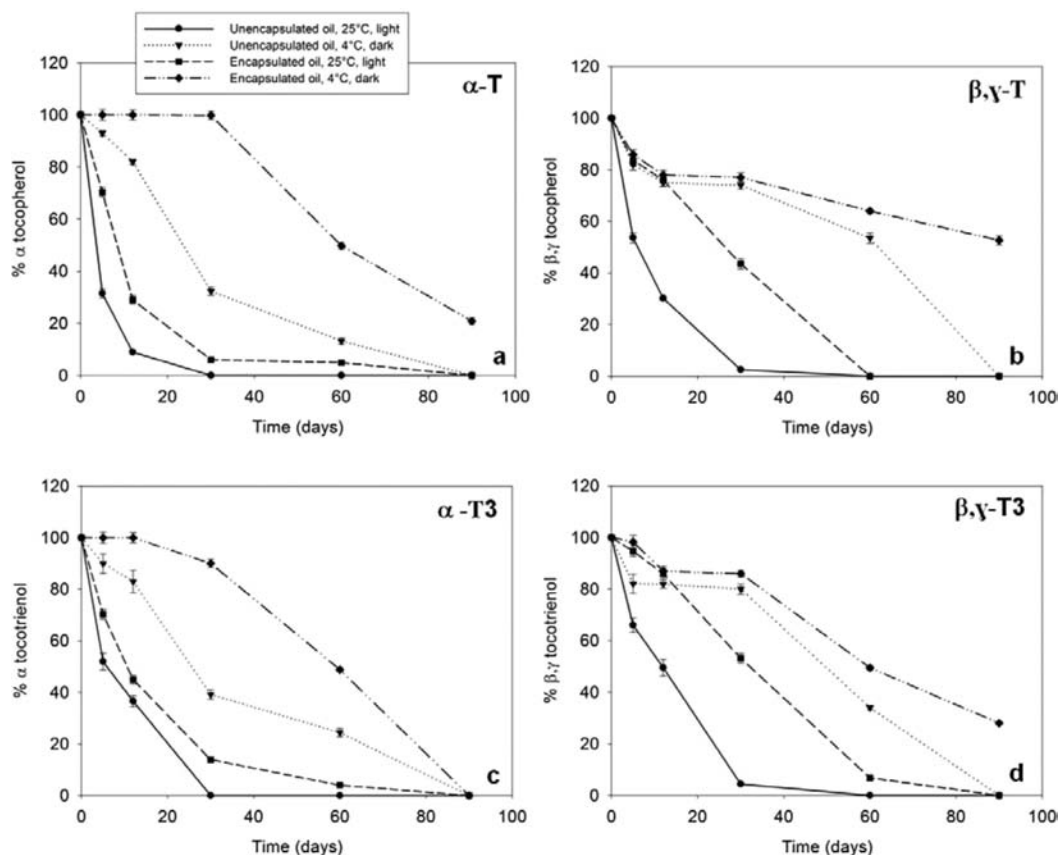 Unencapsulated oil, 25°C, light
Unencapsulated oil, 4°C, dark
Encapsulated oil, 25°C, light
Encapsulated oil, 4°C, dark
α-T
120
100
80
60
40
20
0
% α tocopherol
0 20 40 60 80 100
Time (days)
a
β,ɣ-T
120
100
80
60
40
20
0
% β,γ tocopherol
0 20 40 60 80 100
Time (days)
b
α -T3
120
100
80
60
40
20
0
% α tocotrienol
0 20 40 60 80 100
Time (days)
c
β,ɣ-T3
120
100
80
60
40
20
0
% β,γ tocotrienol
0 20 40 60 80 100
Time (days)
d